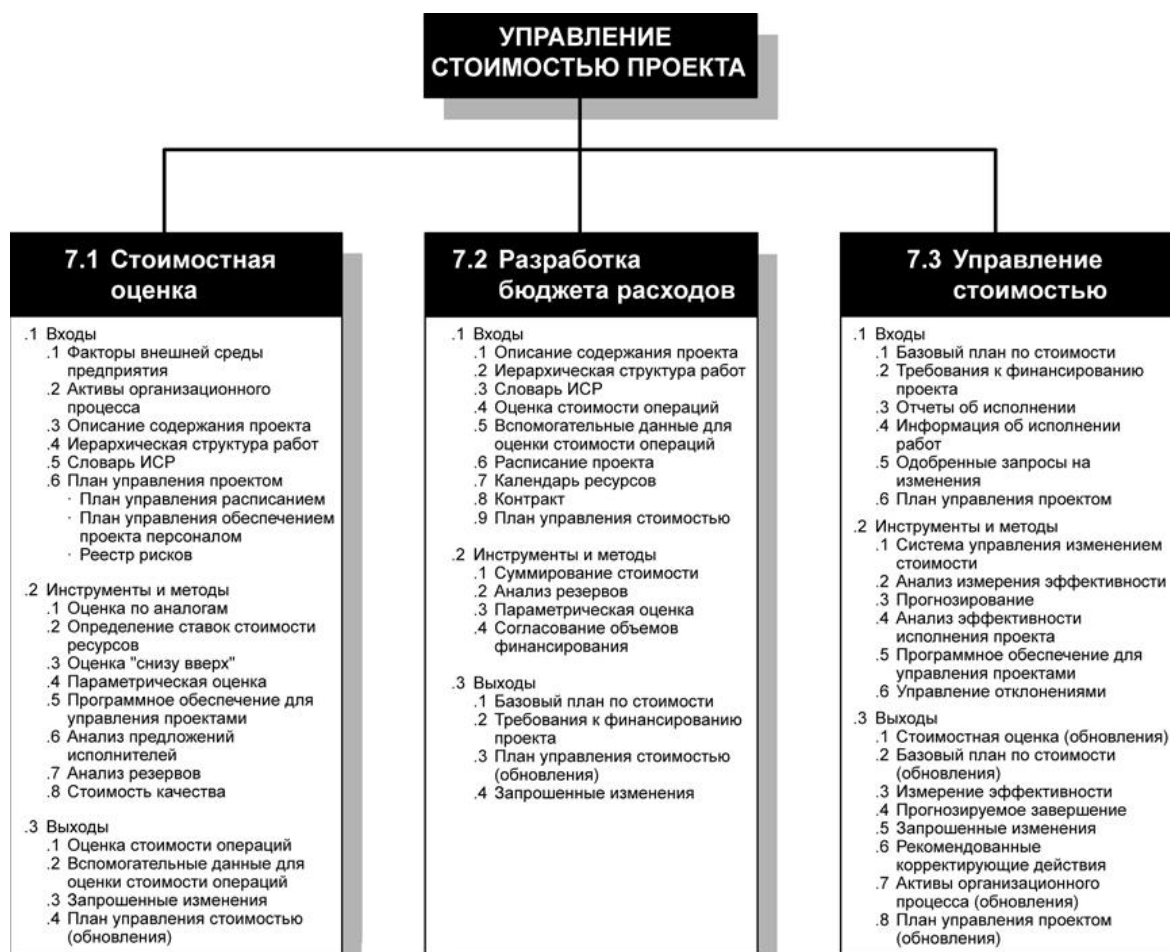 УПРАВЛЕНИЕ
СТОИМОСТЬЮ ПРОЕКТА
7.1 Стоимостная
оценка
.1 Входы
.1 Факторы внешней среды
предприятия
.2 Активы организационного
процесса
.3 Описание содержания проекта
.4 Иерархическая структура работ
.5 Словарь ИСР
.6 План управления проектом
· План управления расписанием
· План управления обеспечением
проекта персоналом
· Реестр рисков
.2 Инструменты и методы
.1 Оценка по аналогам
.2 Определение ставок стоимости
ресурсов
.3 Оценка "снизу вверх"
.4 Параметрическая оценка
.5 Программное обеспечение для
управления проектами
.6 Анализ предложений
исполнителей
.7 Анализ резервов
.8 Стоимость качества
.3 Выходы
.1 Оценка стоимости операций
.2 Вспомогательные данные для
оценки стоимости операций
.3 Запрошенные изменения
.4 План управления стоимостью
(обновления)
7.2 Разработка
бюджета расходов
.1 Входы
.1 Описание содержания проекта
.2 Иерархическая структура работ
.3 Словарь ИСР
.4 Оценка стоимости операций
.5 Вспомогательные данные для
оценки стоимости операций
.6 Расписание проекта
.7 Календарь ресурсов
.8 Контракт
.9 План управления стоимостью
.2 Инструменты и методы
.1 Суммирование стоимости
.2 Анализ резервов
.3 Параметрическая оценка
.4 Согласование объемов
финансирования
.3 Выходы
.1 Базовый план по стоимости
.2 Требования к финансированию
проекта
.3 План управления стоимостью
(обновления)
.4 Запрошенные изменения
7.3 Управление
стоимостью
.1 Входы
.1 Базовый план по стоимости
.2 Требования к финансированию
проекта
.3 Отчеты об исполнении
.4 Информация об исполнении
работ
.5 Одобренные запросы на
изменения
.6 План управления проектом
.2 Инструменты и методы
.1 Система управления изменением
стоимости
.2 Анализ измерения эффективности
.3 Прогнозирование
.4 Анализ эффективности
исполнения проекта
.5 Программное обеспечение для
управления проектами
.6 Управление отклонениями
.3 Выходы
.1 Стоимостная оценка (обновления)
.2 Базовый план по стоимости
(обновления)
.3 Измерение эффективности
.4 Прогнозируемое завершение
.5 Запрошенные изменения
.6 Рекомендованные
корректирующие действия
.7 Активы организационного
процесса (обновления)
.8 План управления проектом
(обновления)